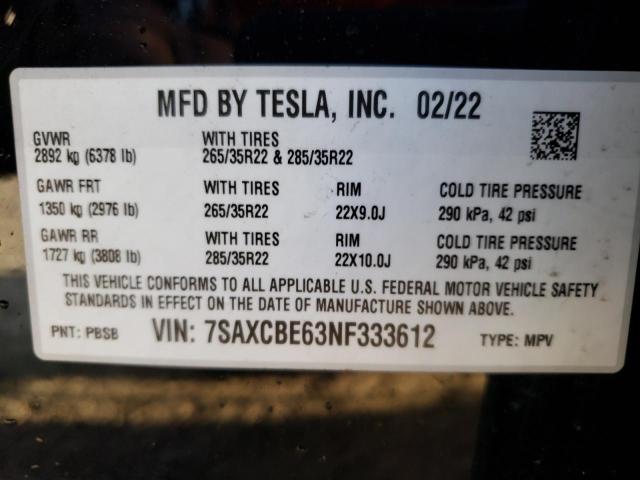 MFD BY TESLA, INC. 02/22
GVWR WITH TIRES
2892 kg (6378 lb) 265/35R22 & 285/35R22
GAWR FRT WITH TIRES RIM COLD TIRE PRESSURE
1350 kg (2976 lb) 265/35R22 22X9.0J 290 kPa, 42 psi
GAWR RR WITH TIRES RIM COLD TIRE PRESSURE
1727 kg (3808 lb) 285/35R22 22X10.0J 290 kPa, 42 psi
THIS VEHICLE CONFORMS TO ALL APPLICABLE U.S. FEDERAL MOTOR VEHICLE SAFETY
STANDARDS IN EFFECT ON THE DATE OF MANUFACTURE SHOWN ABOVE.
PNT: PBSB VIN: 7SAXCBE63NF333612 TYPE: MPV